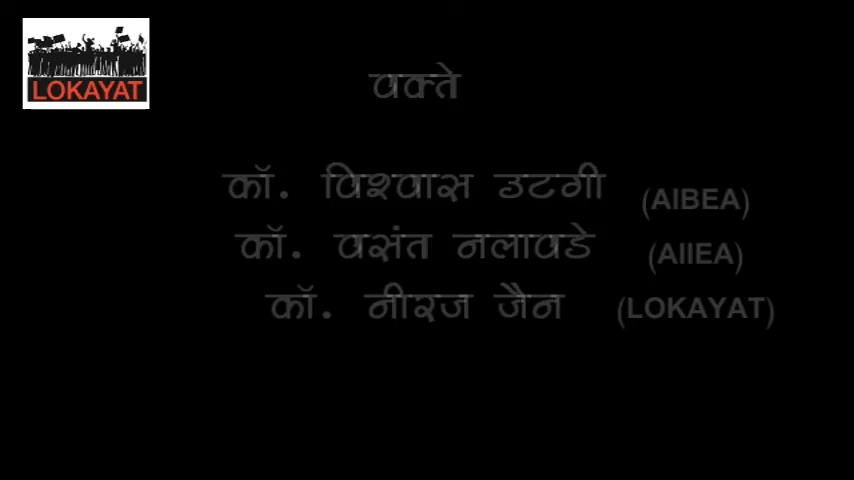 LOKAYAT
वक्ते
कॉ. विश्वास उटगी (AIBEA)
कॉ. वसंत नलावडे (AIIEA)
कॉ. नीरज जैन (LOKAYAT)